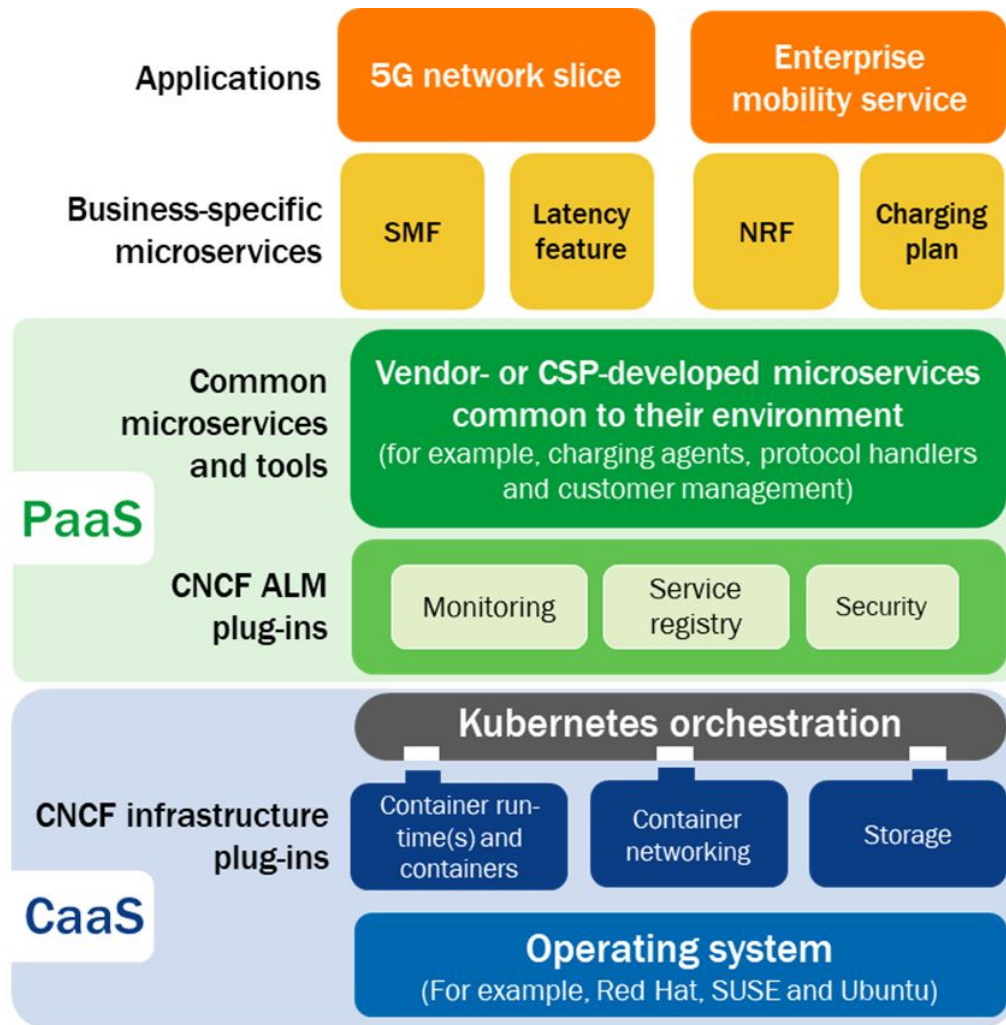 Applications
5G network slice
Enterprise
mobility service
Business-specific
microservices
SMF
Latency
feature
NRF
Charging
plan
PaaS
Common
microservices
and tools
Vendor- or CSP-developed microservices
common to their environment
(for example, charging agents, protocol handlers
and customer management)
CNCF ALM
plug-ins
Monitoring
Service
registry
Security
Kubernetes orchestration
CNCF infrastructure
plug-ins
Container run-
time(s) and
containers
Container
networking
Storage
CaaS
Operating system
(For example, Red Hat, SUSE and Ubuntu)